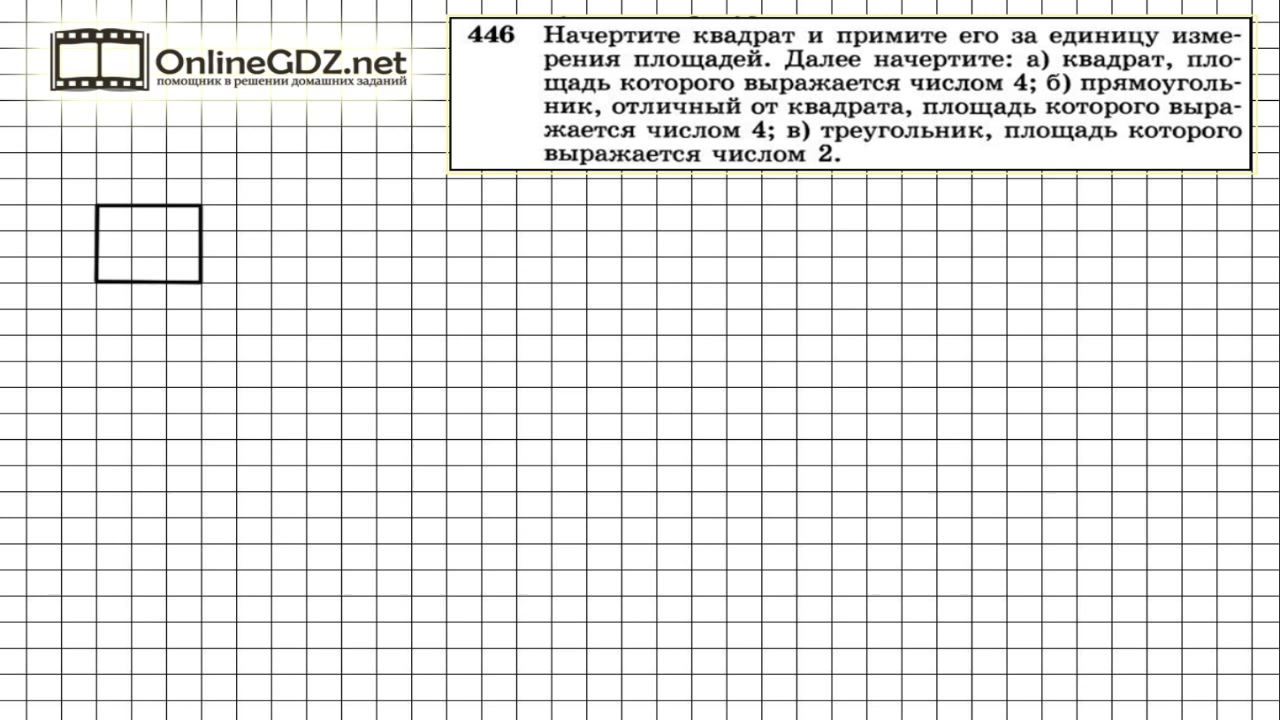 OnlineGDZ.net
помощник в решении домашних заданий
446 Начертите квадрат и примите его за единицу изме-
рения площадей. Далее начертите: а) квадрат, пло-
щадь которого выражается числом 4; б) прямоуголь-
ник, отличный от квадрата, площадь которого выра-
жается числом 4; в) треугольник, площадь которого
выражается числом 2.